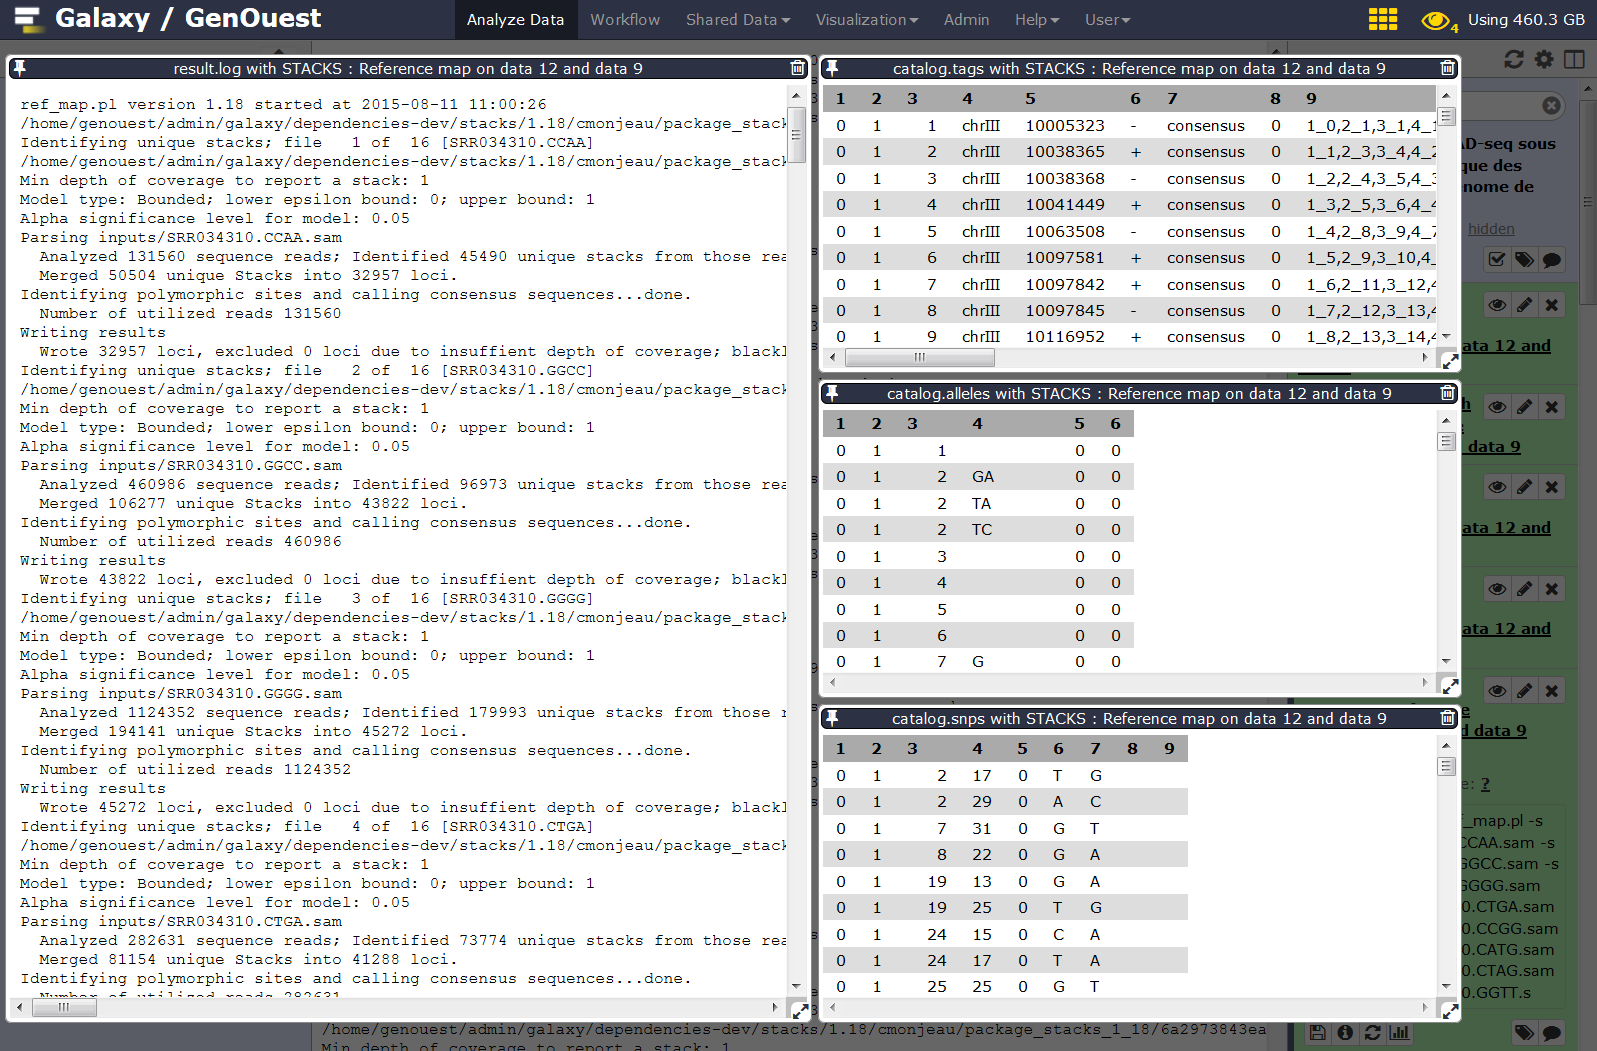 Galaxy / GenOuest
Analyze Data Workflow Shared Data Visualization Admin Help User
4 Using 460.3 GB
result.log with STACKS : Reference map on data 12 and data 9
ref_map.pl version 1.18 started at 2015-08-11 11:00:26
/home/genouest/admin/galaxy/dependencies-dev/stacks/1.18/cmonjeau/package_stack
Identifying unique stacks; file 1 of 16 [SRR034310.CCAA]
/home/genouest/admin/galaxy/dependencies-dev/stacks/1.18/cmonjeau/package_stack
Min depth of coverage to report a stack: 1
Model type: Bounded; lower epsilon bound: 0; upper bound: 1
Alpha significance level for model: 0.05
Parsing inputs/SRR034310.CCAA.sam
Analyzed 131560 sequence reads; Identified 45490 unique stacks from those rea
Merged 50504 unique Stacks into 32957 loci.
Identifying polymorphic sites and calling consensus sequences...done.
Number of utilized reads 131560
Writing results
Wrote 32957 loci, excluded 0 loci due to insuffient depth of coverage; blackl
Identifying unique stacks; file 2 of 16 [SRR034310.GGCC]
/home/genouest/admin/galaxy/dependencies-dev/stacks/1.18/cmonjeau/package_stack
Min depth of coverage to report a stack: 1
Model type: Bounded; lower epsilon bound: 0; upper bound: 1
Alpha significance level for model: 0.05
Parsing inputs/SRR034310.GGCC.sam
Analyzed 460986 sequence reads; Identified 96973 unique stacks from those rea
Merged 106277 unique Stacks into 43822 loci.
Identifying polymorphic sites and calling consensus sequences...done.
Number of utilized reads 460986
Writing results
Wrote 43822 loci, excluded 0 loci due to insuffient depth of coverage; blackl
Identifying unique stacks; file 3 of 16 [SRR034310.GGGG]
/home/genouest/admin/galaxy/dependencies-dev/stacks/1.18/cmonjeau/package_stack
Min depth of coverage to report a stack: 1
Model type: Bounded; lower epsilon bound: 0; upper bound: 1
Alpha significance level for model: 0.05
Parsing inputs/SRR034310.GGGG.sam
Analyzed 1124352 sequence reads; Identified 179993 unique stacks from those r
Merged 194141 unique Stacks into 45272 loci.
Identifying polymorphic sites and calling consensus sequences...done.
Number of utilized reads 1124352
Writing results
Wrote 45272 loci, excluded 0 loci due to insuffient depth of coverage; blackl
Identifying unique stacks; file 4 of 16 [SRR034310.CTGA]
/home/genouest/admin/galaxy/dependencies-dev/stacks/1.18/cmonjeau/package_stack
Min depth of coverage to report a stack: 1
Model type: Bounded; lower epsilon bound: 0; upper bound: 1
Alpha significance level for model: 0.05
Parsing inputs/SRR034310.CTGA.sam
Analyzed 282631 sequence reads; Identified 73774 unique stacks from those rea
Merged 81154 unique Stacks into 41288 loci.
Identifying polymorphic sites and calling consensus sequences...done.
Number of utilized reads 282631
catalog.tags with STACKS : Reference map on data 12 and data 9
1 2 3 4 5 6 7 8 9
0 1 1 chrIII 10005323 - consensus 0 1_0,2_1,3_1,4_1
0 1 2 chrIII 10038365 + consensus 0 1_1,2_3,3_4,4_2
0 1 3 chrIII 10038368 - consensus 0 1_2,2_4,3_5,4_3
0 1 4 chrIII 10041449 + consensus 0 1_3,2_5,3_6,4_4
0 1 5 chrIII 10063508 - consensus 0 1_4,2_8,3_9,4_7
0 1 6 chrIII 10097581 + consensus 0 1_5,2_9,3_10,4_
0 1 7 chrIII 10097842 + consensus 0 1_6,2_11,3_12,4
0 1 8 chrIII 10097845 - consensus 0 1_7,2_12,3_13,4
0 1 9 chrIII 10116952 + consensus 0 1_8,2_13,3_14,4
catalog.alleles with STACKS : Reference map on data 12 and data 9
1 2 3 4 5 6
0 1 1 0 0
0 1 2 GA 0 0
0 1 2 TA 0 0
0 1 2 TC 0 0
0 1 3 0 0
0 1 4 0 0
0 1 5 0 0
0 1 6 0 0
0 1 7 G 0 0
catalog.snps with STACKS : Reference map on data 12 and data 9
1 2 3 4 5 6 7 8 9
0 1 2 17 0 T G
0 1 2 29 0 A C
0 1 7 31 0 G T
0 1 8 22 0 G A
0 1 19 13 0 G A
0 1 19 25 0 T G
0 1 24 15 0 C A
0 1 24 17 0 T A
0 1 25 25 0 G T
AD-seq sous
que des
nome de
hidden
ata 12 and
h
data 9
ata 12 and
ata 12 and
e
d data 9
e: ?
f_map.pl -s
CCAA.sam -s
GGCC.sam -s
GGGG.sam
0.CTGA.sam
0.CCGG.sam
0.CATG.sam
0.CTAG.sam
0.GGTT.s
/home/genouest/admin/galaxy/dependencies-dev/stacks/1.18/cmonjeau/package_stacks_1_18/6a2973843ea
Min depth of coverage to report a stack: 1